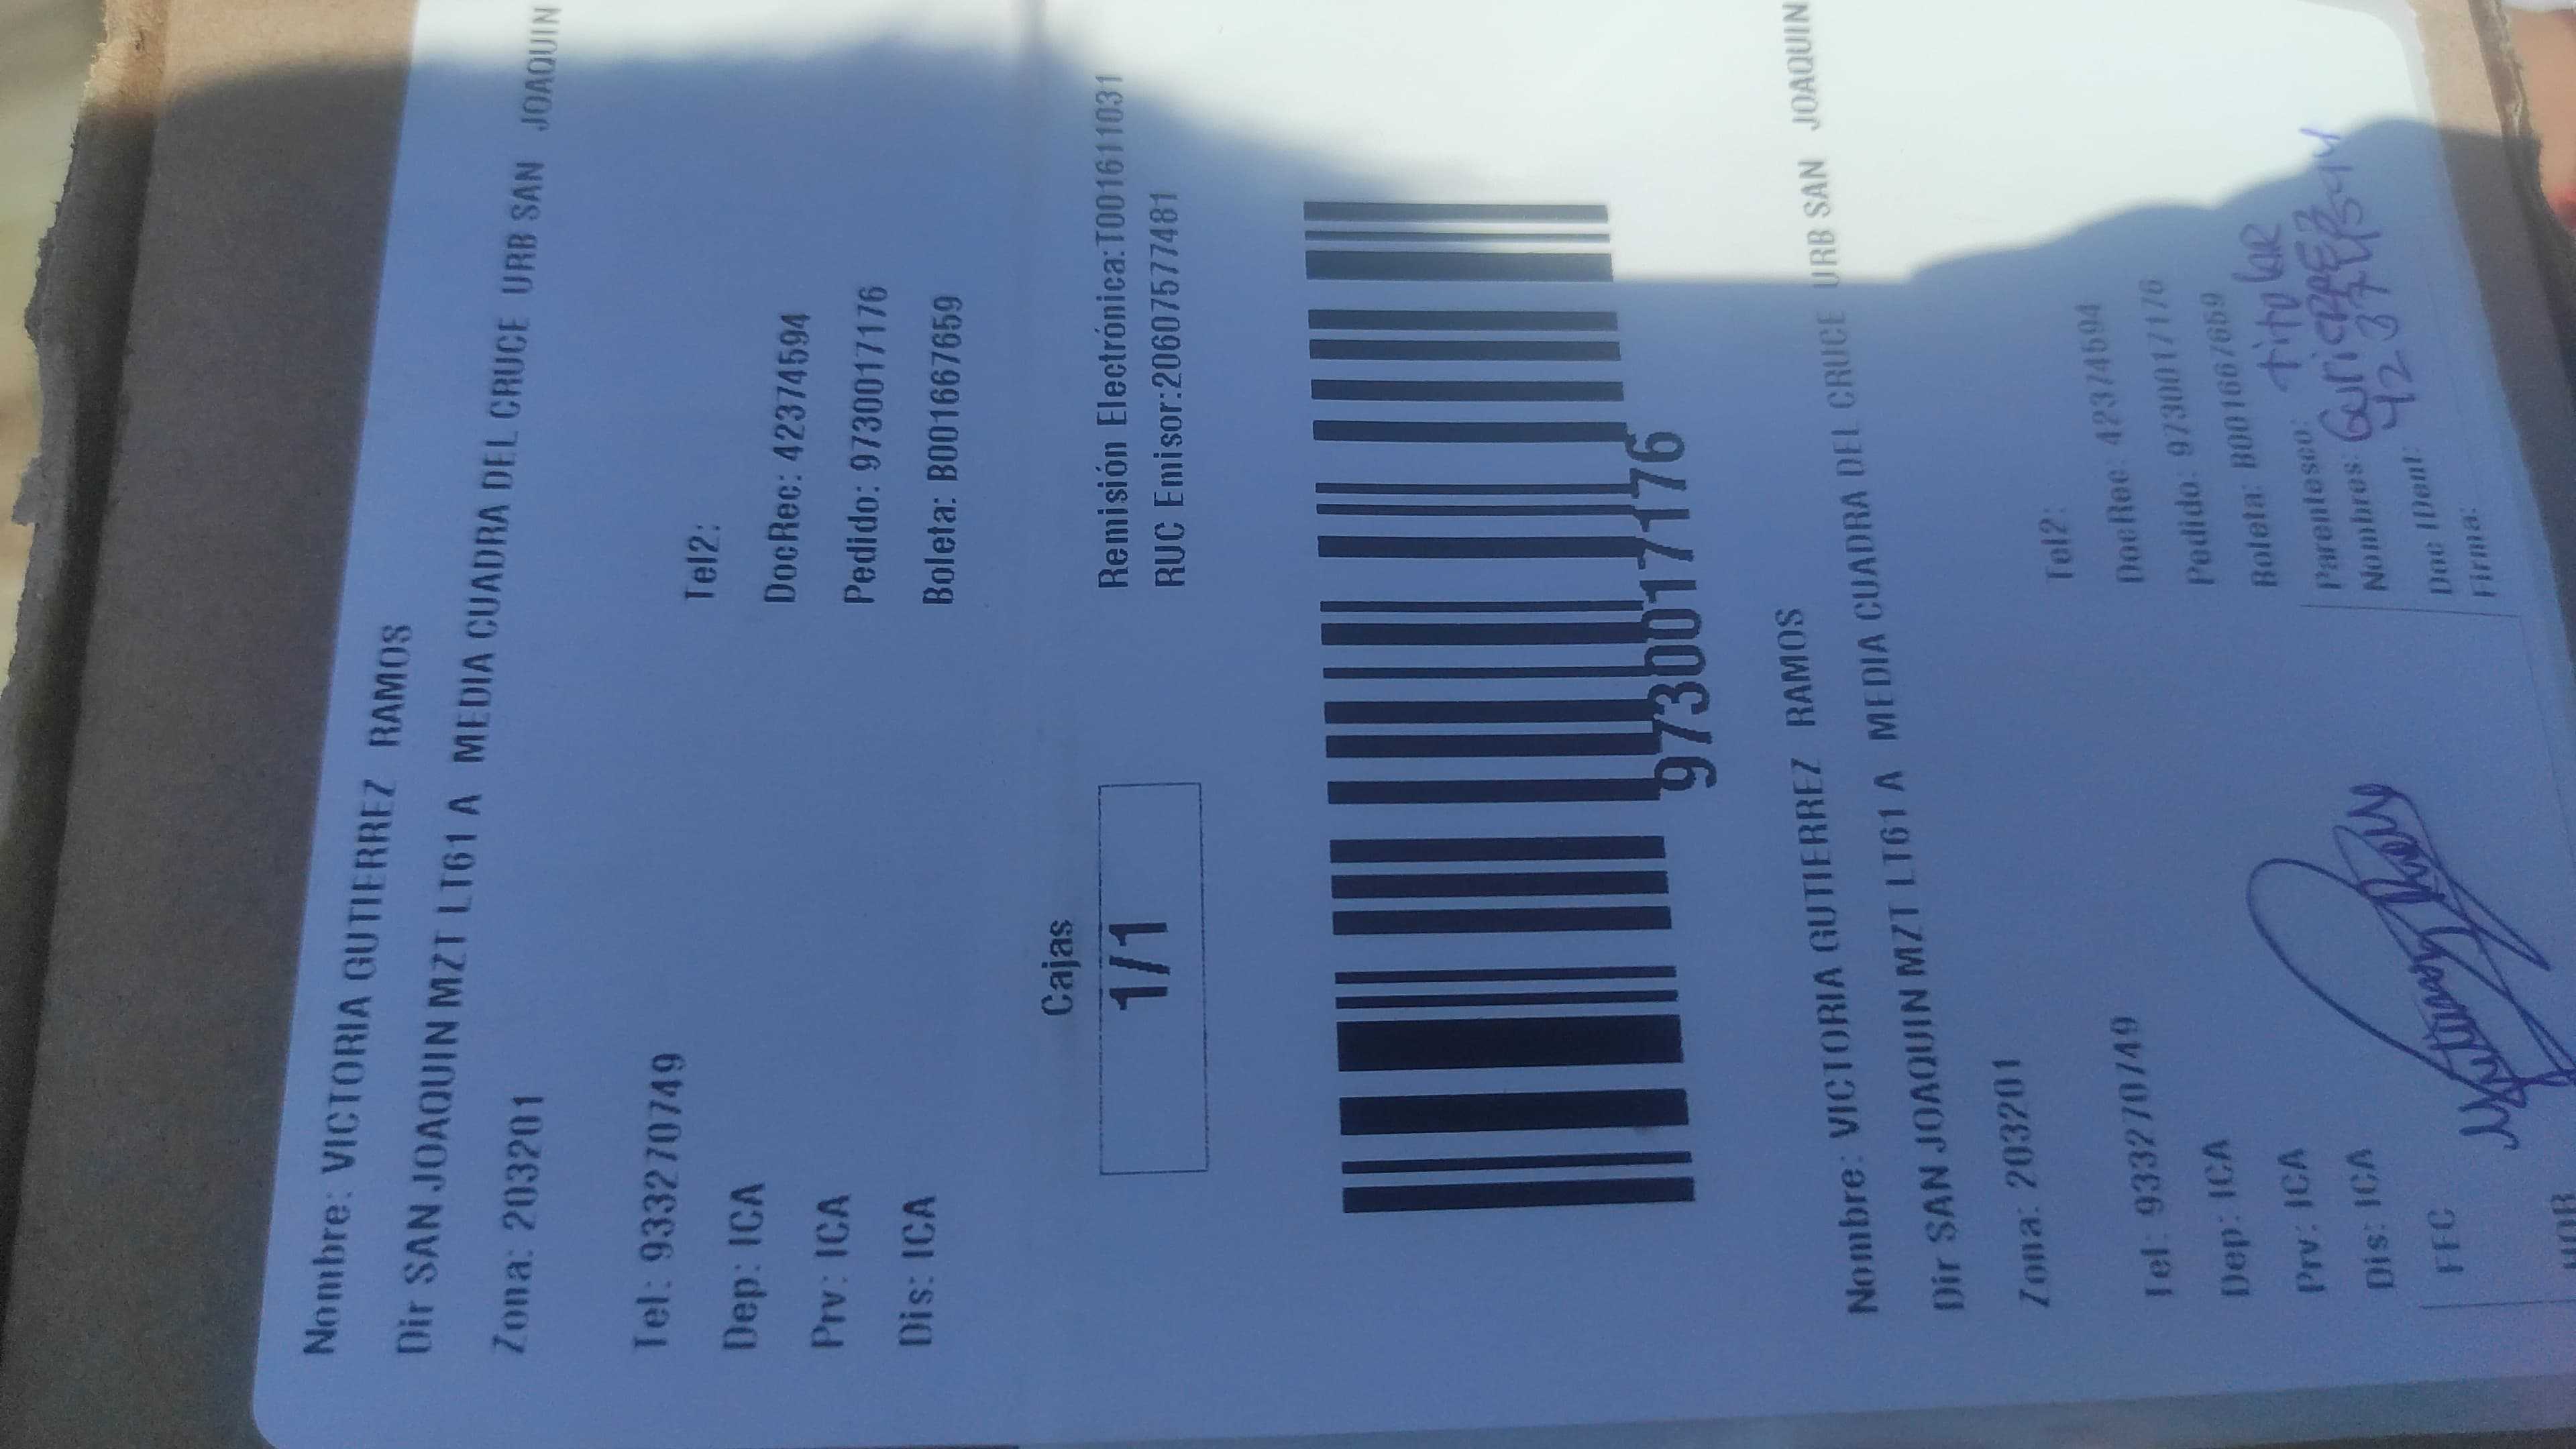 Nombre: VICTORIA GUTIERREZ RAMOS
Dir SAN JOAQUIN MZT LT61 A MEDIA CUADRA DEL CRUCE URB SAN JOAQUIN
Zona: 203201
Tel: 933270749
Tel2:
Dep: ICA
DocRec: 42374594
Prv: ICA
Pedido: 9730017176
Dis: ICA
Boleta: B001667659
Cajas
1/1
Remisión Electrónica:T001611031
RUC Emisor:20607577481
9730017176
Nombre: VICTORIA GUTIERREZ RAMOS
Dir SAN JOAQUIN MZT LT61 A MEDIA CUADRA DEL CRUCE URB SAN JOAQUIN
Zona: 203201
Tel: 933270749
Tel2:
Dep: ICA
DocRec: 42374594
Prv: ICA
Pedido: 9730017176
Dis: ICA
Boleta: B001667659
FEC
Parentesco: titular
Nombres:
Doc IDent:
Firma: